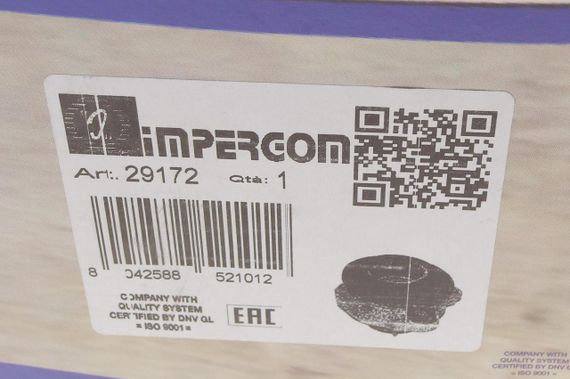 IMPERGOM
Art:. 29172 Qtà: 1
8 042588 521012
COMPANY WITH
QUALITY SYSTEM
CERTIFIED BY DNV GL
= ISO 9001 =
EAC
COMPANY WITH
QUALITY SYSTEM
CERTIFIED BY DNV G
= ISO 9001 =